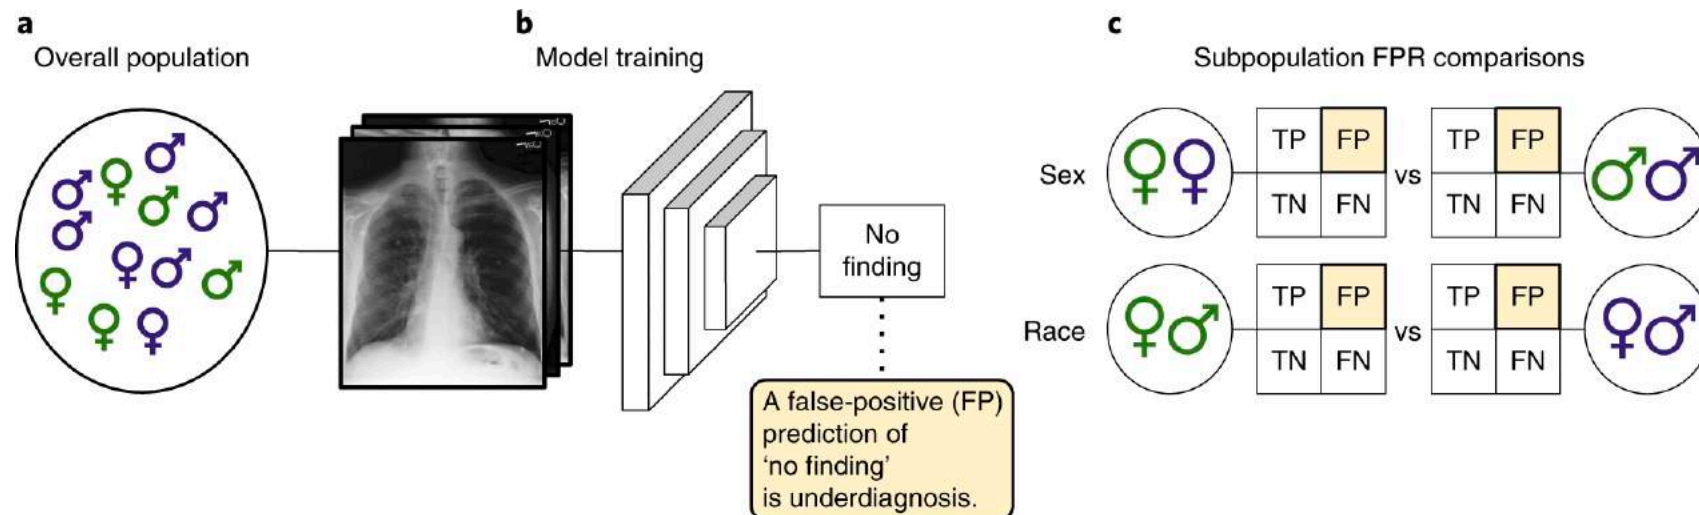 a
Overall population
b
Model training
No
finding
A false-positive (FP)
prediction of
‘no finding’
is underdiagnosis.
c
Subpopulation FPR comparisons
Sex
TP FP
TN FN
vs
TP FP
TN FN
Race
TP FP
TN FN
vs
TP FP
TN FN